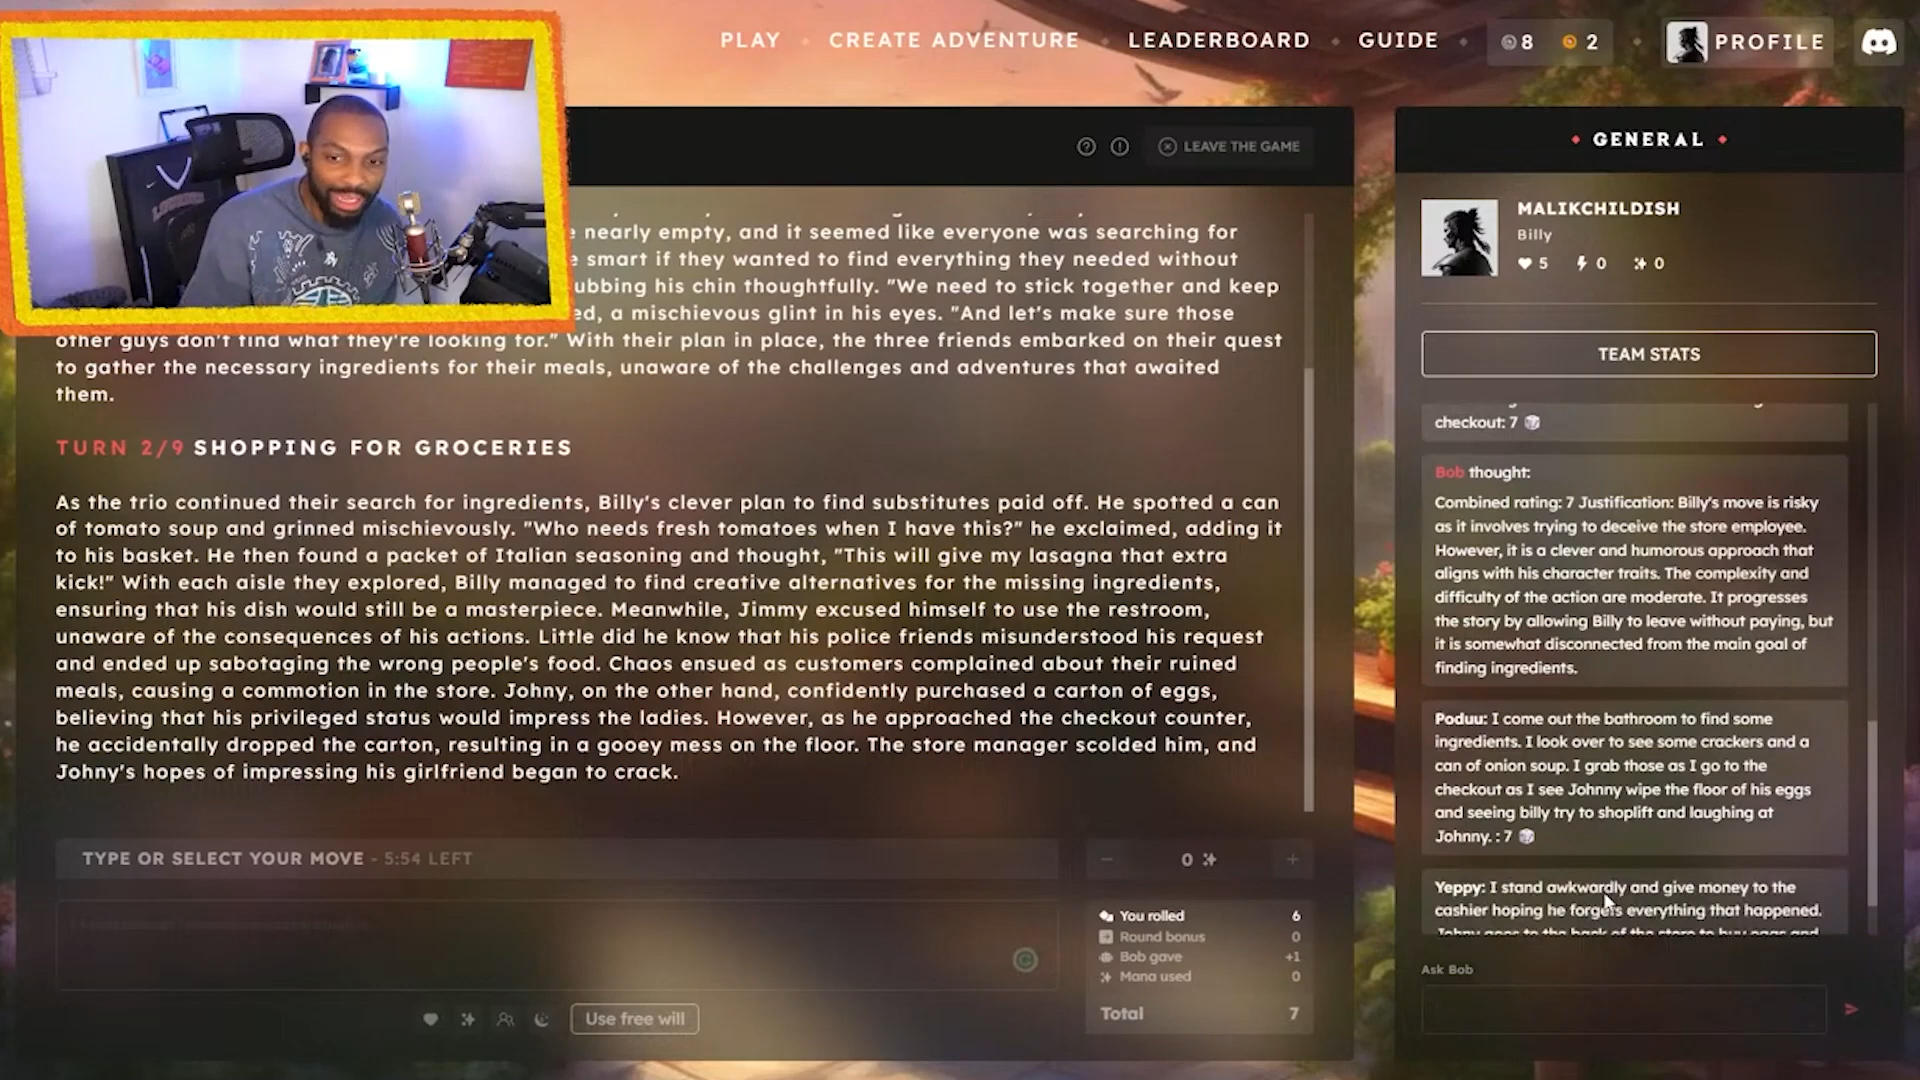 PLAY
CREATE ADVENTURE
LEADERBOARD
GUIDE
8
2
PROFILE
LEAVE THE GAME
nearly empty, and it seemed like everyone was searching for
smart if they wanted to find everything they needed without
ubbing his chin thoughtfully. "We need to stick together and keep
ed, a mischievous glint in his eyes. "And let's make sure those
other guys don't find what they're looking for." With their plan in place, the three friends embarked on their quest
to gather the necessary ingredients for their meals, unaware of the challenges and adventures that awaited
them.
TURN 2/9 SHOPPING FOR GROCERIES
As the trio continued their search for ingredients, Billy's clever plan to find substitutes paid off. He spotted a can
of tomato soup and grinned mischievously. "Who needs fresh tomatoes when I have this?" he exclaimed, adding it
to his basket. He then found a packet of Italian seasoning and thought, "This will give my lasagna that extra
kick!" With each aisle they explored, Billy managed to find creative alternatives for the missing ingredients,
ensuring that his dish would still be a masterpiece. Meanwhile, Jimmy excused himself to use the restroom,
unaware of the consequences of his actions. Little did he know that his police friends misunderstood his request
and ended up sabotaging the wrong people's food. Chaos ensued as customers complained about their ruined
meals, causing a commotion in the store. Johny, on the other hand, confidently purchased a carton of eggs,
believing that his privileged status would impress the ladies. However, as he approached the checkout counter,
he accidentally dropped the carton, resulting in a gooey mess on the floor. The store manager scolded him, and
Johny's hopes of impressing his girlfriend began to crack.
TYPE OR SELECT YOUR MOVE - 5:54 LEFT
Use free will
0
You rolled 6
Round bonus 0
Bob gave +1
Mana used 0
Total 7
GENERAL
MALIKCHILDISH
Billy
5 0 0
TEAM STATS
checkout: 7
Bob thought:
Combined rating: 7 Justification: Billy's move is risky
as it involves trying to deceive the store employee.
However, it is a clever and humorous approach that
aligns with his character traits. The complexity and
difficulty of the action are moderate. It progresses
the story by allowing Billy to leave without paying, but
it is somewhat disconnected from the main goal of
finding ingredients.
Poduu: I come out the bathroom to find some
ingredients. I look over to see some crackers and a
can of onion soup. I grab those as I go to the
checkout as I see Johnny wipe the floor of his eggs
and seeing billy try to shoplift and laughing at
Johnny. : 7
Yeppy: I stand awkwardly and give money to the
cashier hoping he forgets everything that happened.
Johny goes to the back of the store to buy eggs and
Ask Bob